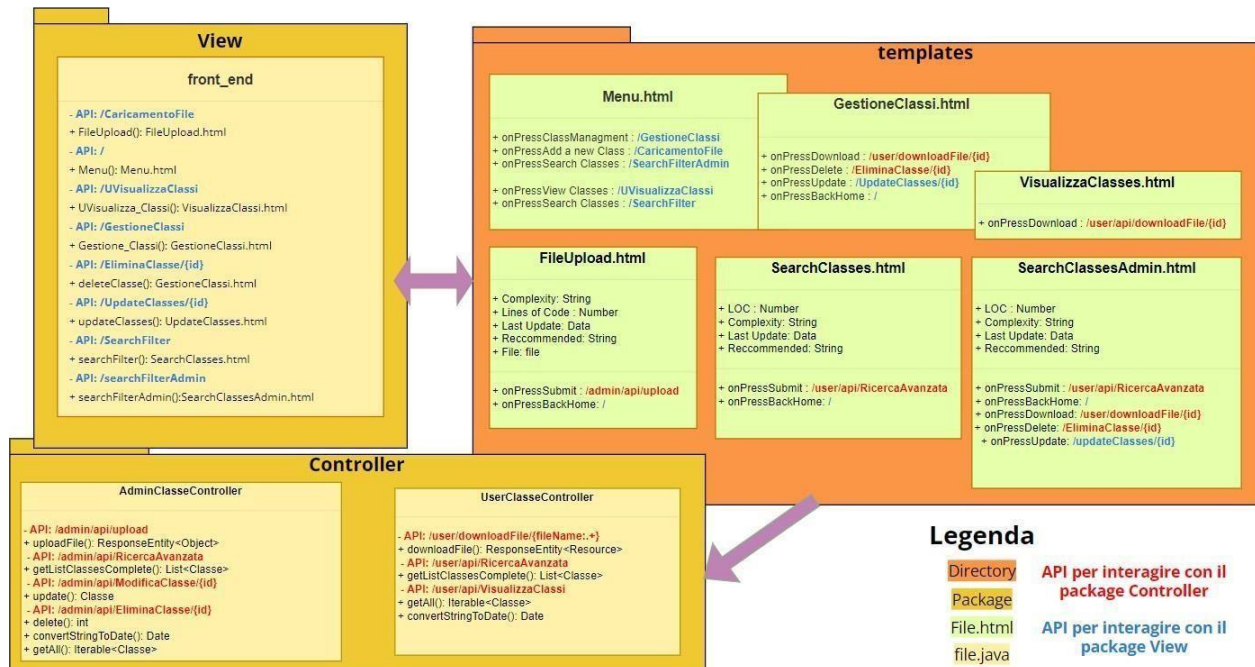 View
front_end
- API: /CaricamentoFile
+ FileUpload(): FileUpload.html
- API: /
+ Menu(): Menu.html
- API: /UVisualizzaClassi
+ UVisualizza_Classi(): VisualizzaClassi.html
- API: /GestioneClassi
+ Gestione_Classi(): GestioneClassi.html
- API: /EliminaClasse/{id}
+ deleteClasse(): GestioneClassi.html
- API: /UpdateClasses/{id}
+ updateClasses(): UpdateClasses.html
- API: /SearchFilter
+ searchFilter(): SearchClasses.html
- API: /searchFilterAdmin
+ searchFilterAdmin():SearchClassesAdmin.html
templates
Menu.html
+ onPressClassManagment : /GestioneClassi
+ onPressAdd a new Class : /CaricamentoFile
+ onPressSearch Classes : /SearchFilterAdmin
+ onPressView Classes : /UVisualizzaClassi
+ onPressSearch Classes : /SearchFilter
GestioneClassi.html
+ onPressDownload : /user/downloadFile/{id}
+ onPressDelete : /EliminaClasse/{id}
+ onPressUpdate : /UpdateClasses/{id}
+ onPressBackHome : /
VisualizzaClasses.html
+ onPressDownload : /user/api/downloadFile/{id}
FileUpload.html
+ Complexity: String
+ Lines of Code : Number
+ Last Update: Data
+ Reccommended: String
+ File: file
+ onPressSubmit : /admin/api/upload
+ onPressBackHome: /
SearchClasses.html
+ LOC : Number
+ Complexity: String
+ Last Update: Data
+ Reccommended: String
+ onPressSubmit : /user/api/RicercaAvanzata
+ onPressBackHome: /
SearchClassesAdmin.html
+ LOC : Number
+ Complexity: String
+ Last Update: Data
+ Reccommended: String
+ onPressSubmit : /user/api/RicercaAvanzata
+ onPressBackHome: /
+ onPressDownload: /user/downloadFile/{id}
+ onPressDelete: /EliminaClasse/{id}
+ onPressUpdate: /updateClasses/{id}
Controller
AdminClasseController
- API: /admin/api/upload
+ uploadFile(): ResponseEntity<Object>
- API: /admin/api/RicercaAvanzata
+ getListClassesComplete(): List<Classe>
- API: /admin/api/ModificaClasse/{id}
+ update(): Classe
- API: /admin/api/EliminaClasse/{id}
+ delete(): int
+ convertStringToDate(): Date
+ getAll(): Iterable<Classe>
UserClasseController
- API: /user/downloadFile/{fileName:.+}
+ downloadFile(): ResponseEntity<Resource>
- API: /user/api/RicercaAvanzata
+ getListClassesComplete(): List<Classe>
- API: /user/api/VisualizzaClassi
+ getAll(): Iterable<Classe>
+ convertStringToDate(): Date
Legenda
Directory
Package
File.html
file.java
API per interagire con il
package Controller
API per interagire con il
package View